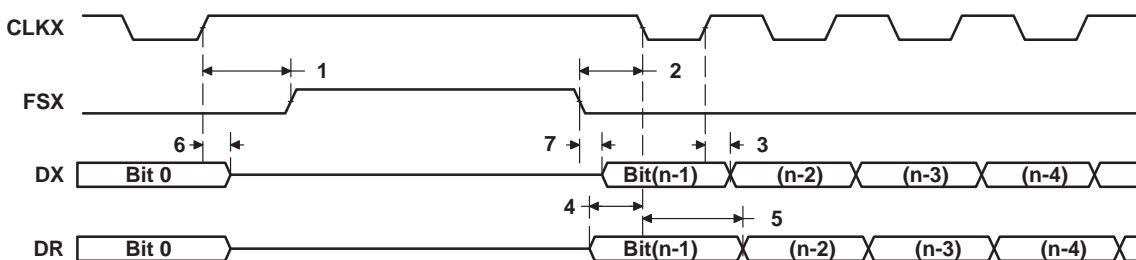 CLKX
1 2
FSX
6 7 3
DX Bit 0 Bit(n-1) (n-2) (n-3) (n-4)
4 5
DR Bit 0 Bit(n-1) (n-2) (n-3) (n-4)